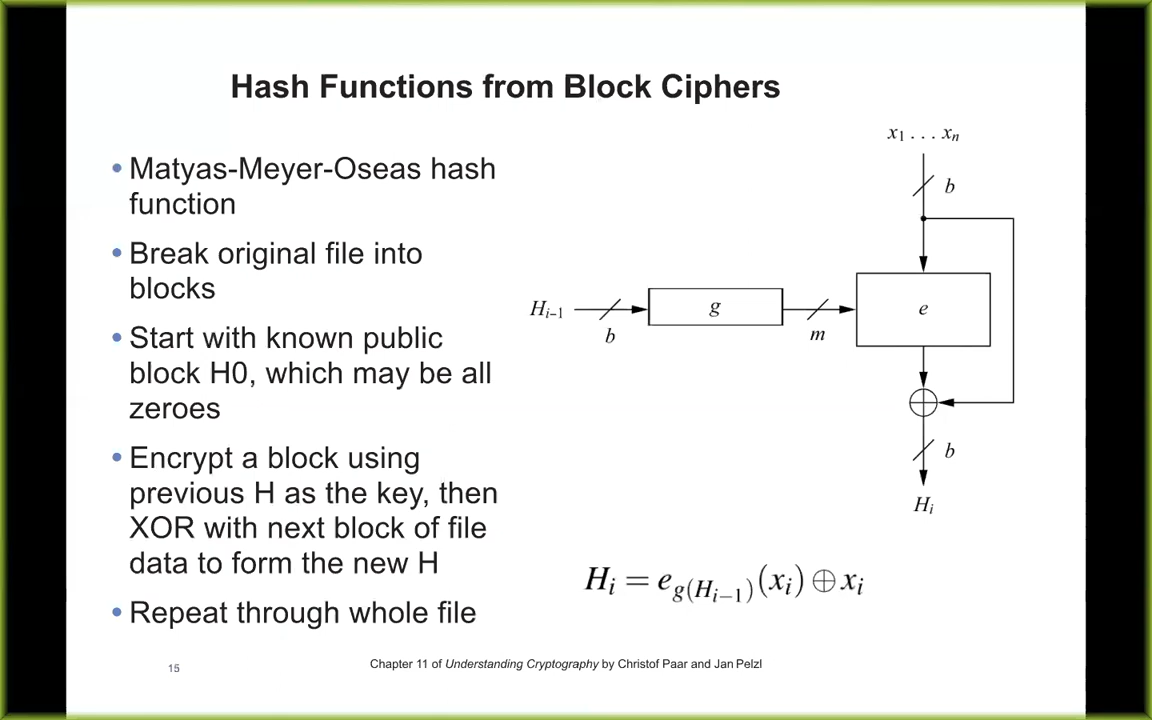 Hash Functions from Block Ciphers
• Matyas-Meyer-Oseas hash
function
• Break original file into
blocks
• Start with known public
block H0, which may be all
zeroes
• Encrypt a block using
previous H as the key, then
XOR with next block of file
data to form the new H
• Repeat through whole file
x₁ . . . xₙ
b
Hᵢ₋₁
b
g
m
e
b
Hᵢ
Hᵢ = e_g(Hᵢ₋₁)(xᵢ) ⊕ xᵢ
15
Chapter 11 of Understanding Cryptography by Christof Paar and Jan Pelzl